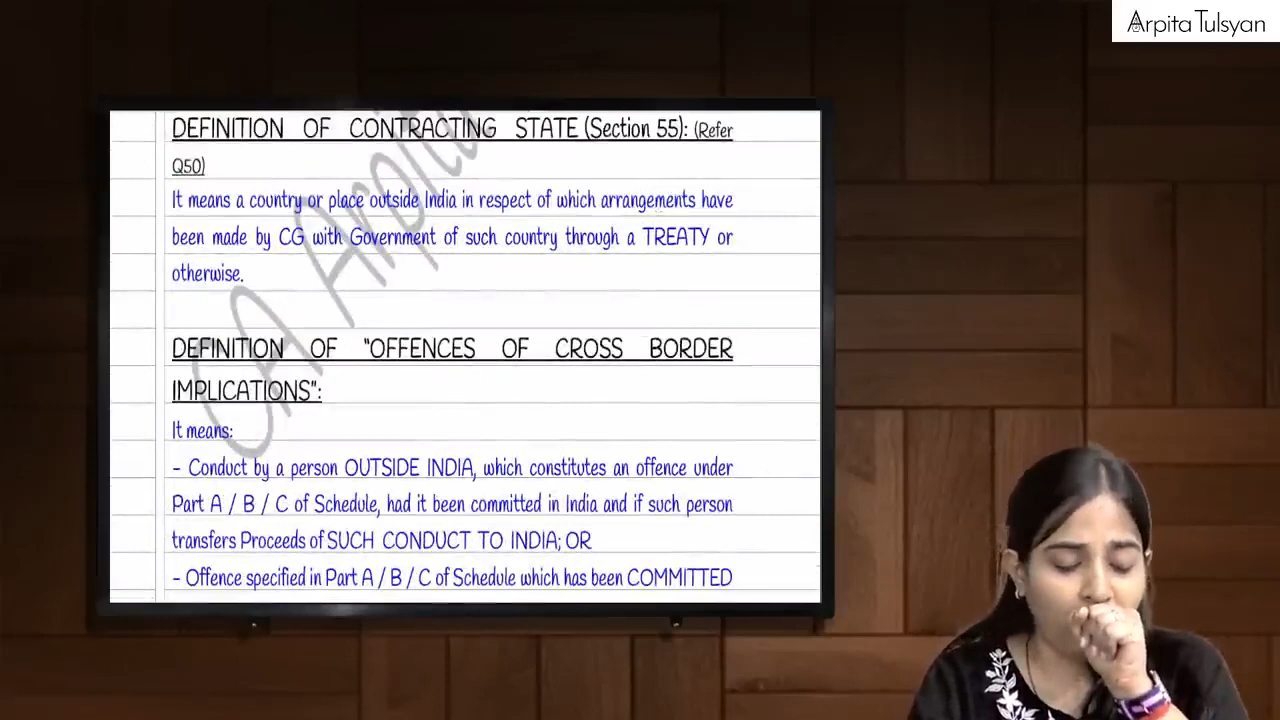 Arpita Tulsyan
DEFINITION OF CONTRACTING STATE (Section 55): (Refer
Q50)
It means a country or place outside India in respect of which arrangements have
been made by CG with Government of such country through a TREATY or
otherwise.
DEFINITION OF "OFFENCES OF CROSS BORDER
IMPLICATIONS":
It means:
- Conduct by a person OUTSIDE INDIA, which constitutes an offence under
Part A / B / C of Schedule, had it been committed in India and if such person
transfers Proceeds of SUCH CONDUCT TO INDIA; OR
- Offence specified in Part A / B / C of Schedule which has been COMMITTED
CA Arpita